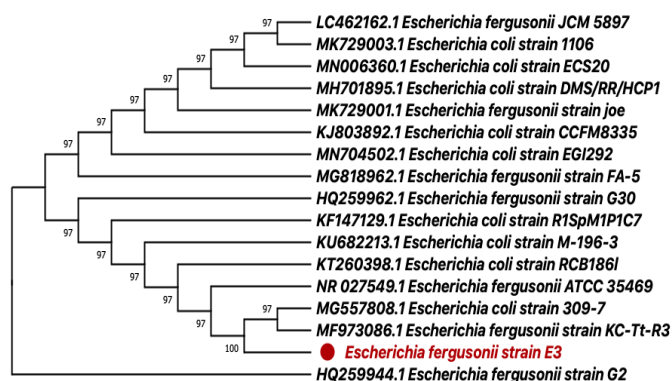 97
LC462162.1 Escherichia fergusonii JCM 5897
97
MK729003.1 Escherichia coli strain 1106
97
MN006360.1 Escherichia coli strain ECS20
97
MH701895.1 Escherichia coli strain DMS/RR/HCP1
97
MK729001.1 Escherichia fergusonii strain joe
97
KJ803892.1 Escherichia coli strain CCFM8335
97
MN704502.1 Escherichia coli strain EGI292
MG818962.1 Escherichia fergusonii strain FA-5
HQ259962.1 Escherichia fergusonii strain G30
97
KF147129.1 Escherichia coli strain R1SpM1P1C7
97
KU682213.1 Escherichia coli strain M-196-3
97
KT260398.1 Escherichia coli strain RCB186I
97
NR 027549.1 Escherichia fergusonii ATCC 35469
97
97
MG557808.1 Escherichia coli strain 309-7
MF973086.1 Escherichia fergusonii strain KC-Tt-R3
100
Escherichia fergusonii strain E3
HQ259944.1 Escherichia fergusonii strain G2